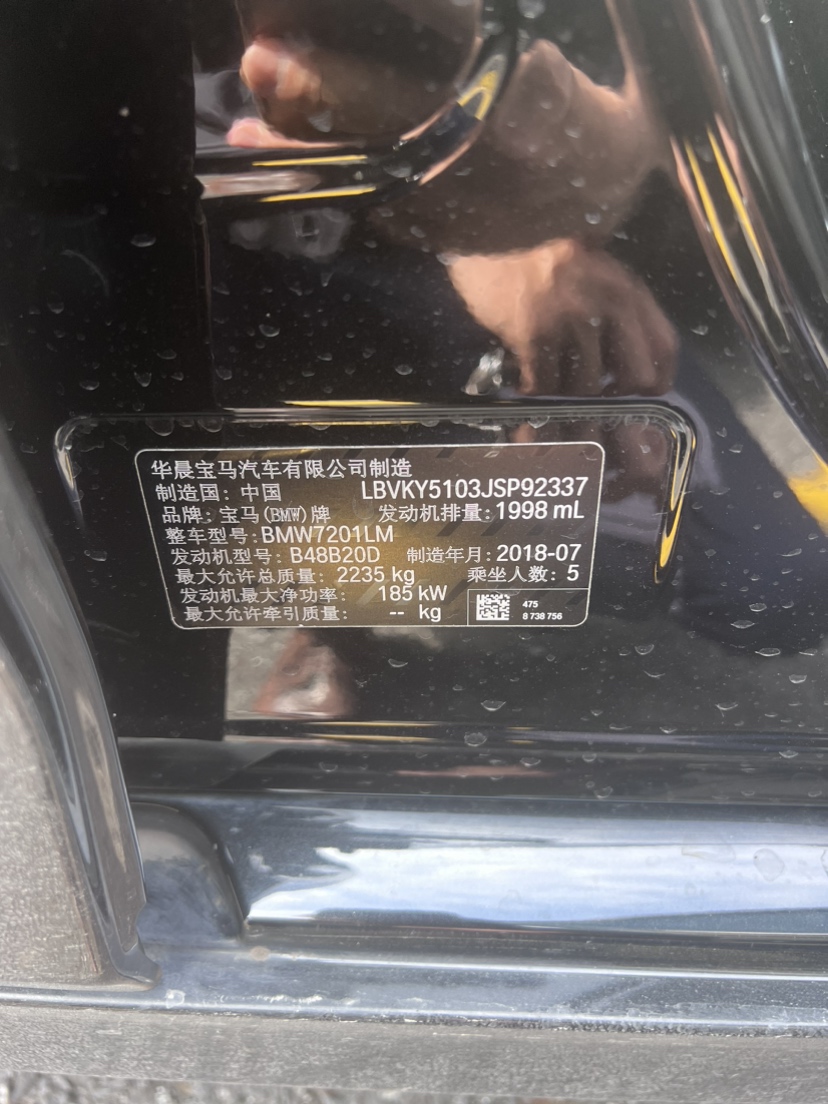 华晨宝马汽车有限公司制造
制造国：中国 LBVKY5103JSP92337
品牌：宝马(BMW)牌 发动机排量：1998 mL
整车型号：BMW7201LM
发动机型号：B48B20D 制造年月：2018-07
最大允许总质量：2235 kg 乘坐人数：5
发动机最大净功率：185 kW
最大允许牵引质量：-- kg
475
8 738 756